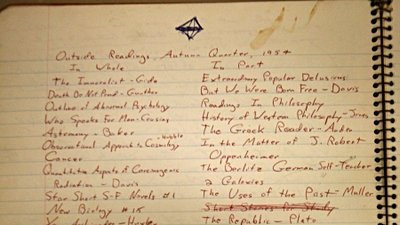 Outside Readings, Autumn Quarter, 1954
In Whole
The Immoralist - Gide
Death Be Not Proud - Gunther
Outline of Abnormal Psychology
Who Speaks For Man - Cousins
Astronomy - Baker
Observational Approach to Cosmology - Hubble
Cancer
Quantitative Aspects of Carcinogenic
Radiation - Davis
Star Short S-F Novels #1
New Biology #15
In Part
Extraordinary Popular Delusions
But We Were Born Free - Davis
Readings In Philosophy
History of Western Philosophy - Jones
The Greek Reader - Auden
In the Matter of J. Robert
Oppenheimer
The Berlitz German Self-Teacher
2 Galaxies
The Uses of the Past - Muller
Short Stories for Study
The Republic - Plato